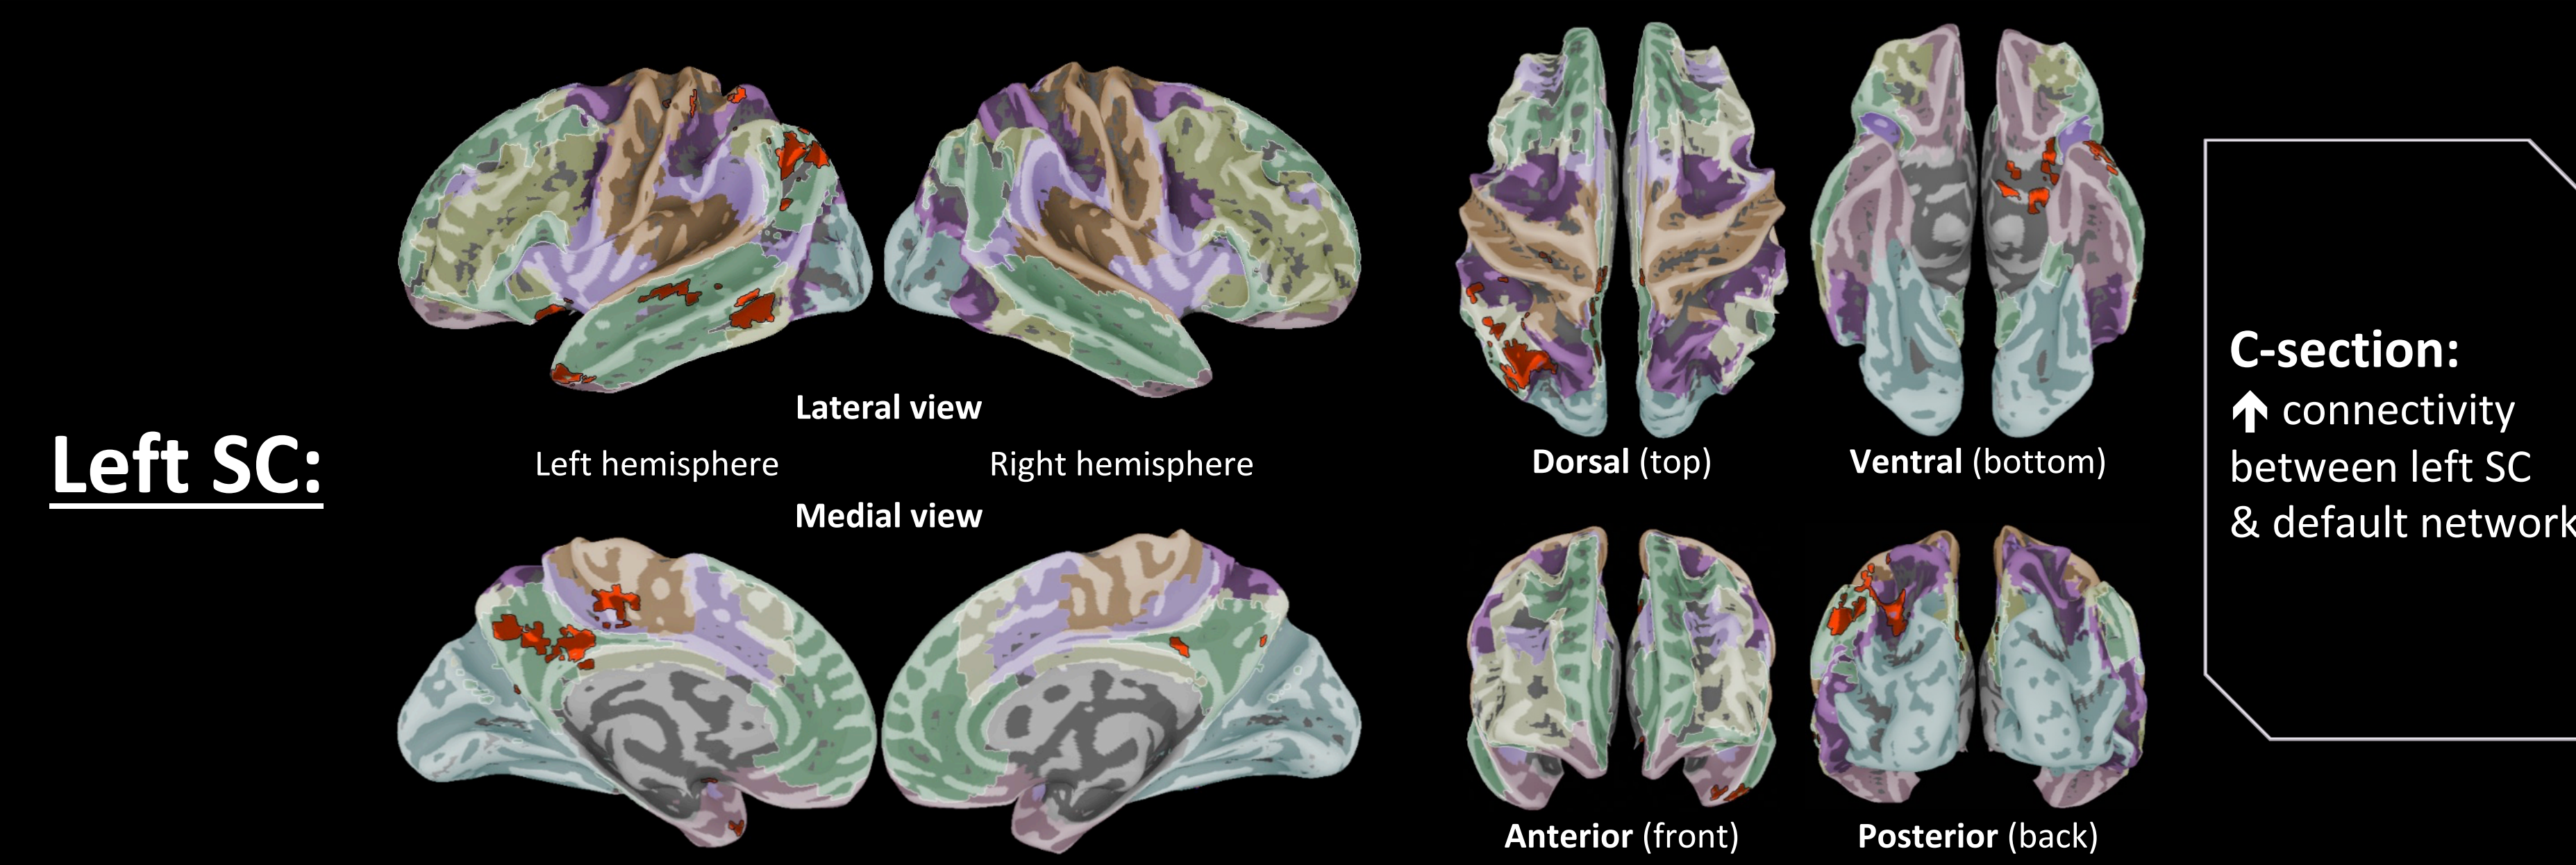 Left SC:
Lateral view
Left hemisphere
Right hemisphere
Medial view
Dorsal (top)
Ventral (bottom)
Anterior (front)
Posterior (back)
C-section:
⬆ connectivity
between left SC
& default network